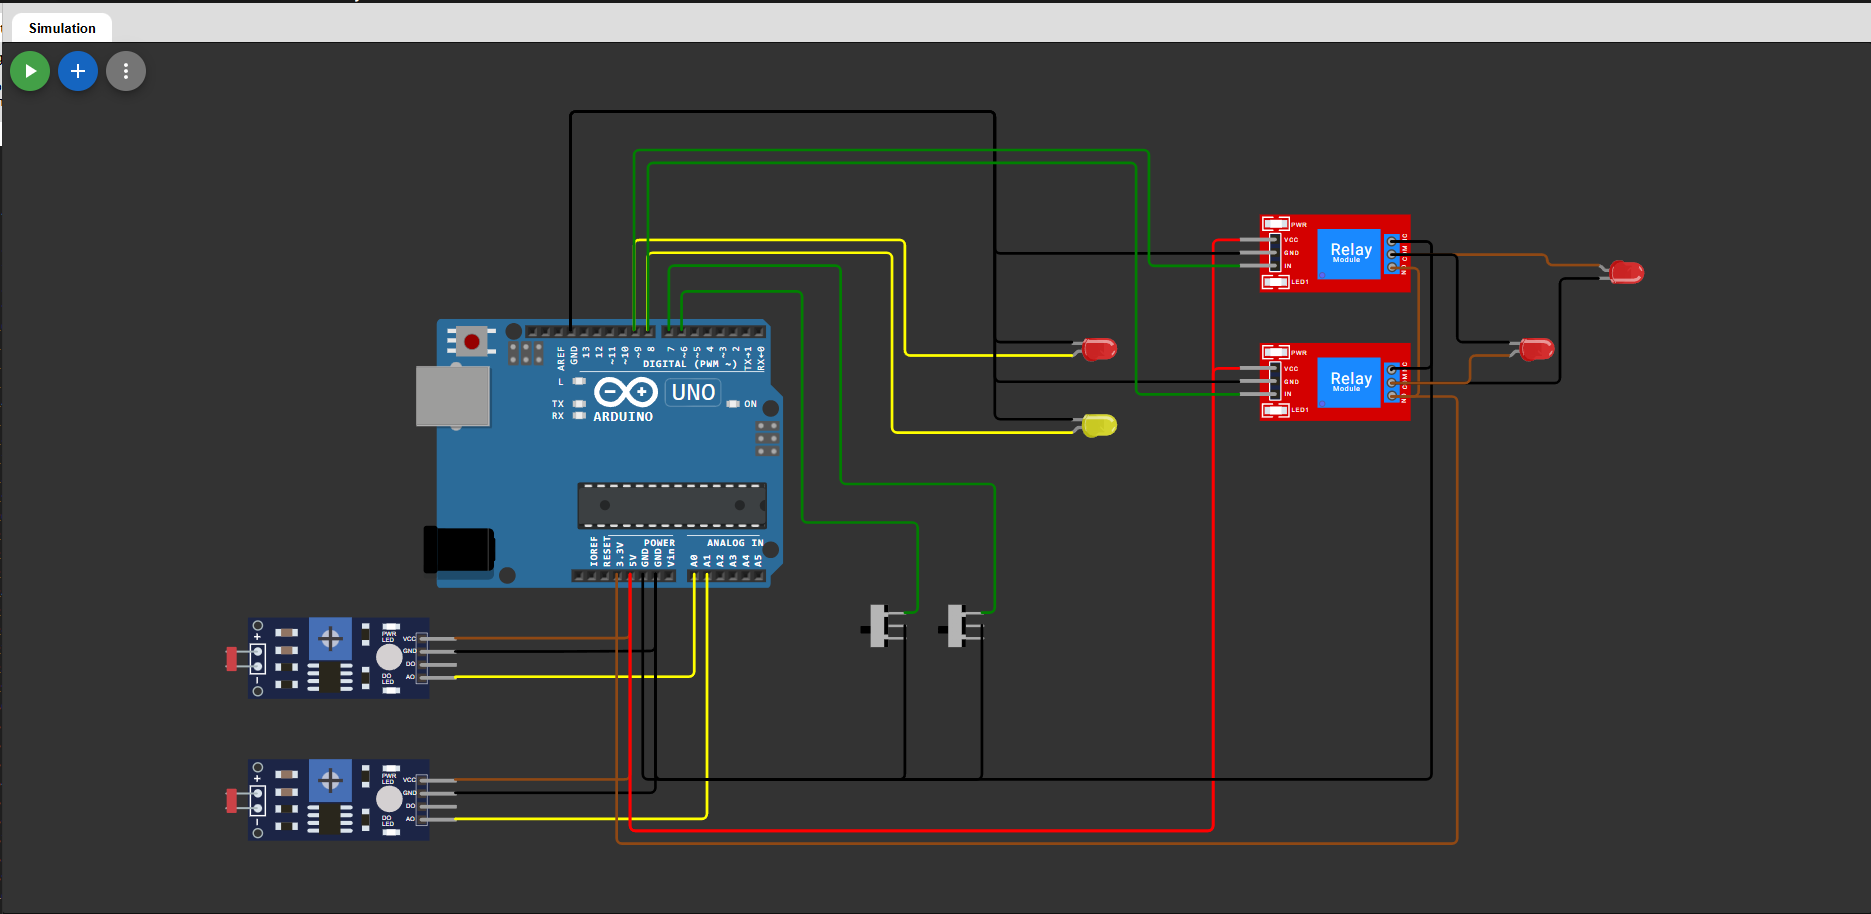 Simulation
AREF
GND
13
12
~11
~10
~9
8
7
~6
~5
4
~3
2
TX→1
RX←0
DIGITAL (PWM ~)
L
TX
RX
UNO
ON
ARDUINO
IOREF
RESET
3.3V
5V
GND
GND
Vin
POWER
ANALOG IN
A0
A1
A2
A3
A4
A5
PWR
VCC
GND
IN
LED1
Relay
Module
NC
COM
NO
PWR
VCC
GND
IN
LED1
Relay
Module
PWR
LED
VCC
GND
DO
AO
DO
LED
+
PWR
LED
VCC
GND
DO
AO
DO
LED
+